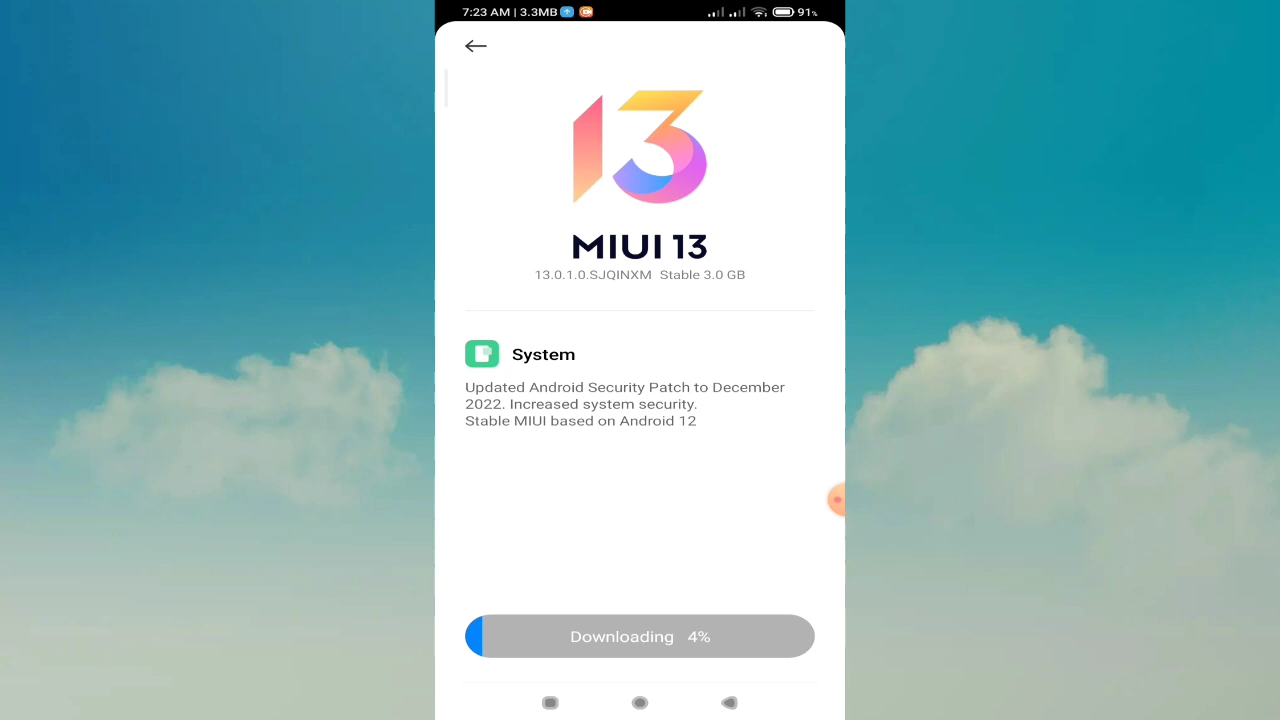 7:23 AM | 3.3MB 91%
13
MIUI 13
13.0.1.0.SJQINXM Stable 3.0 GB
System
Updated Android Security Patch to December
2022. Increased system security.
Stable MIUI based on Android 12
Downloading 4%